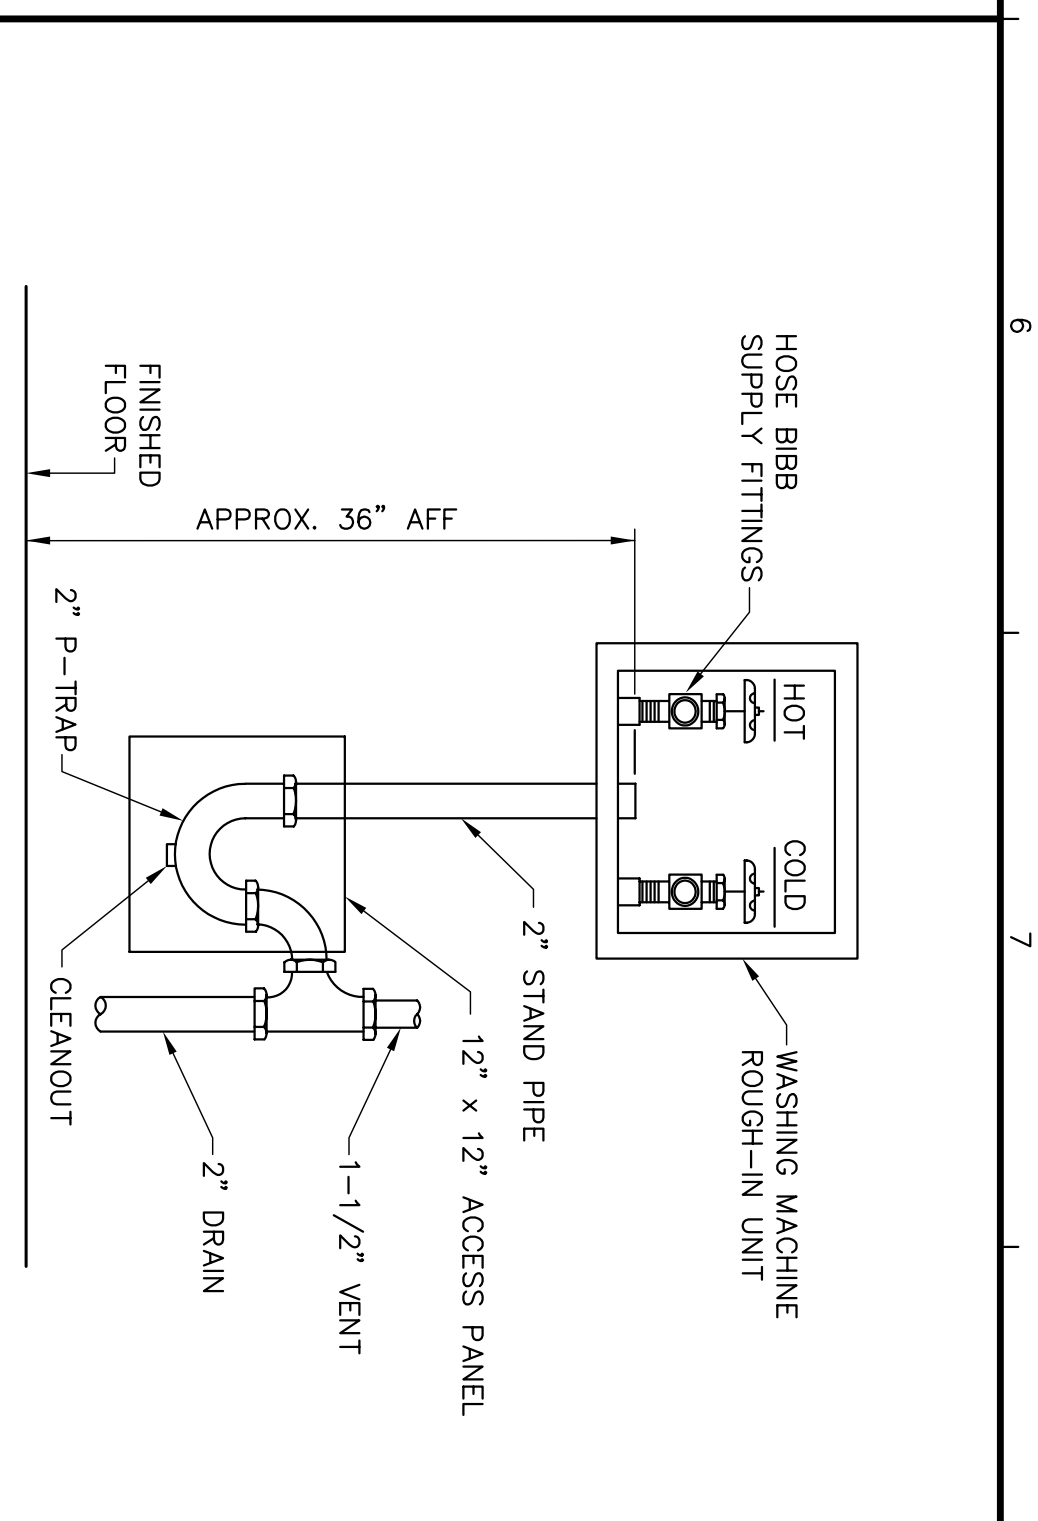 6
7
HOSE BIBB
SUPPLY FITTINGS
HOT
COLD
WASHING MACHINE
ROUGH-IN UNIT
2" STAND PIPE
12" x 12" ACCESS PANEL
1-1/2" VENT
2" DRAIN
APPROX. 36" AFF
FINISHED
FLOOR
2" P-TRAP
CLEANOUT